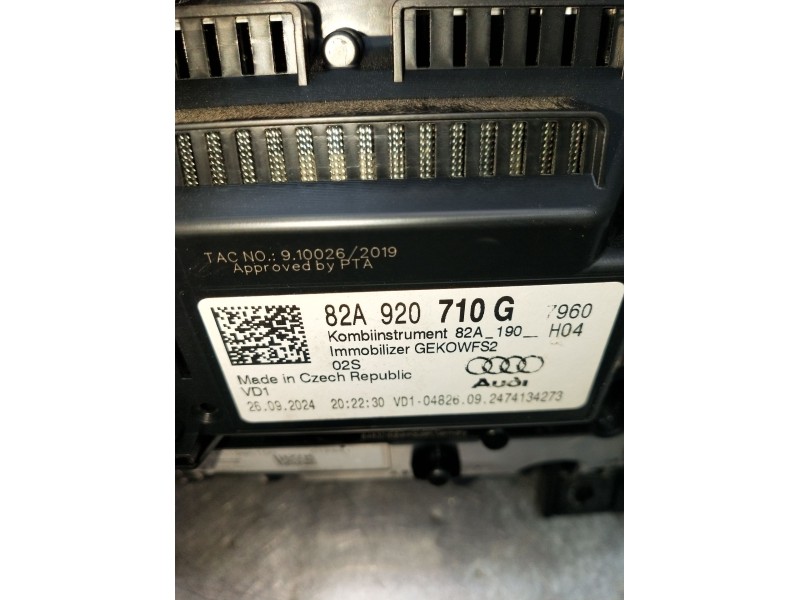 TAC NO.: 9.10026/2019
Approved by PTA
82A 920 710 G 7960
Kombiinstrument 82A_190__ H04
Immobilizer GEKOWFS2
02S
Made in Czech Republic
Audi
VD1
26.09.2024 20:22:30 VD1-04826.09.2474134273